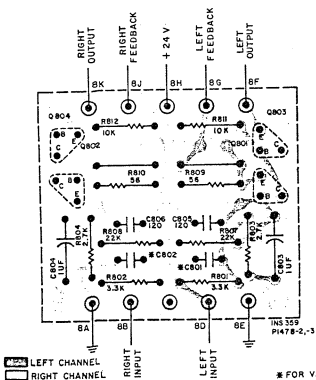 RIGHT OUTPUT
RIGHT FEEDBACK
+ 24 V
LEFT FEEDBACK
LEFT OUTPUT
8K
8J
8H
8G
8F
Q804
R812
10K
R811
10K
Q803
B
E
C
Q802
Q801
E
B
C
R810
56
R809
56
C
B
E
E
B
C
C806
120
C805
120
R804
2.7K
R808
22K
R807
22K
R803
2.7K
C804
1UF
*C802
*C801
C803
1UF
R802
3.3K
R801
3.3K
8A
8B
8D
8E
INS 359
P1478-2,-3
RIGHT INPUT
LEFT INPUT
LEFT CHANNEL
RIGHT CHANNEL
* FOR V